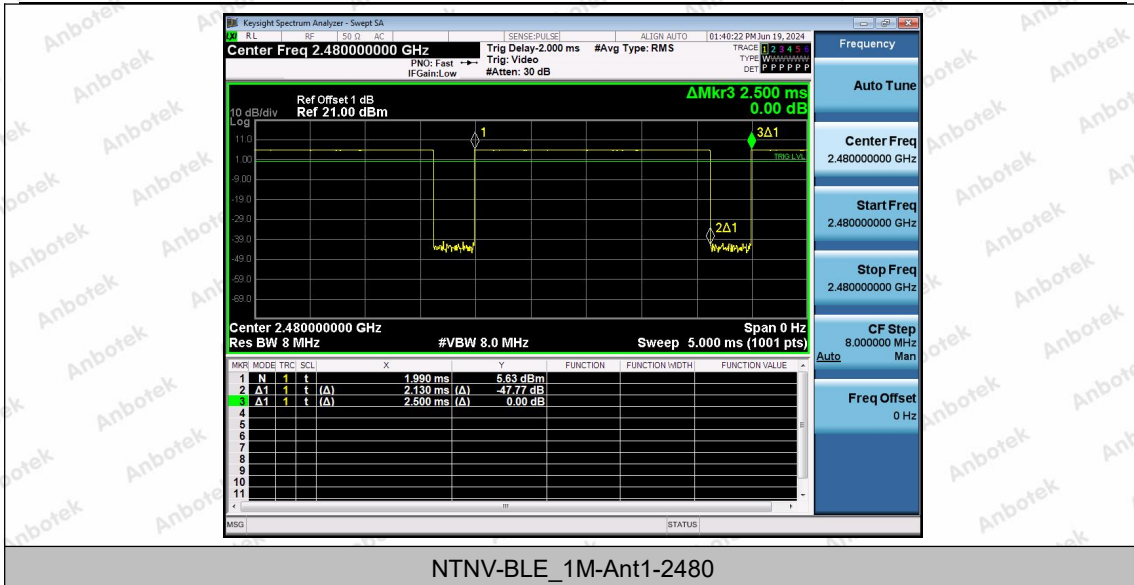 Keysight Spectrum Analyzer - Swept SA
RL RF 50 Ω AC SENSE:PULSE ALIGN AUTO 01:40:22 PM Jun 19, 2024
Center Freq 2.480000000 GHz
PNO: Fast
IFGain:Low
Trig Delay-2.000 ms
Trig: Video
#Atten: 30 dB
#Avg Type: RMS
TRACE 1 2 3 4 5 6
TYPE W
DET P P P P P P
ΔMkr3 2.500 ms
0.00 dB
Ref Offset 1 dB
10 dB/div Ref 21.00 dBm
Log
11.0
1.00
-9.00
-19.0
-29.0
-39.0
-49.0
-59.0
-69.0
1
3Δ1
TRIG LVL
2Δ1
Center 2.480000000 GHz Span 0 Hz
Res BW 8 MHz #VBW 8.0 MHz Sweep 5.000 ms (1001 pts)
MKR MODE TRC SCL X Y FUNCTION FUNCTION WIDTH FUNCTION VALUE
1 N 1 t 1.990 ms 5.63 dBm
2 Δ1 1 t (Δ) 2.130 ms (Δ) -47.77 dB
3 Δ1 1 t (Δ) 2.500 ms (Δ) 0.00 dB
4
5
6
7
8
9
10
11
MSG STATUS
Frequency
Auto Tune
Center Freq
2.480000000 GHz
Start Freq
2.480000000 GHz
Stop Freq
2.480000000 GHz
CF Step
8.000000 MHz
Auto Man
Freq Offset
0 Hz
NTNV-BLE_1M-Ant1-2480
Anbotek